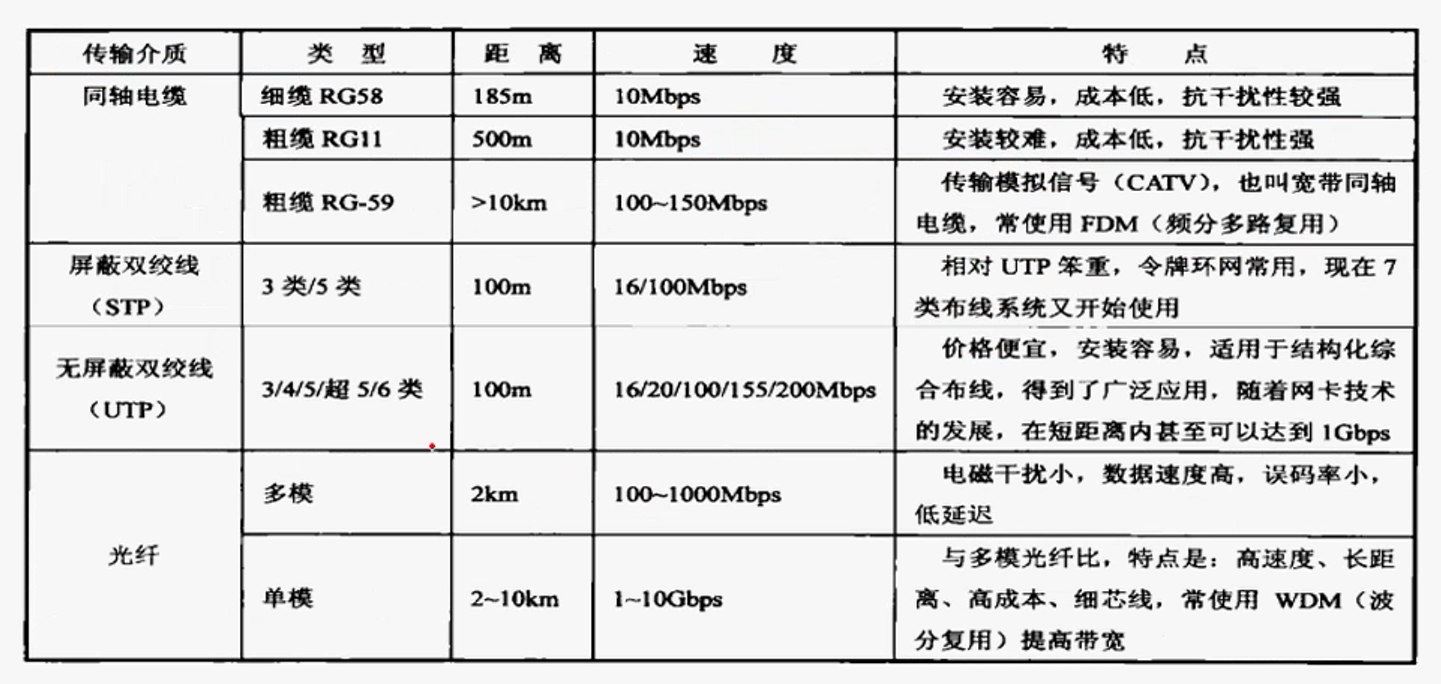 传输介质 类型 距离 速度 特点
同轴电缆 细缆 RG58 185m 10Mbps 安装容易，成本低，抗干扰性较强
粗缆 RG11 500m 10Mbps 安装较难，成本低，抗干扰性强
粗缆 RG-59 >10km 100~150Mbps 传输模拟信号（CATV），也叫宽带同轴
电缆，常使用 FDM（频分多路复用）
屏蔽双绞线
（STP）
3 类/5 类 100m 16/100Mbps 相对 UTP 笨重，令牌环网常用，现在 7
类布线系统又开始使用
无屏蔽双绞线
（UTP）
3/4/5/超 5/6 类 100m 16/20/100/155/200Mbps 价格便宜，安装容易，适用于结构化综
合布线，得到了广泛应用，随着网卡技术
的发展，在短距离内甚至可以达到 1Gbps
光纤
多模 2km 100~1000Mbps 电磁干扰小，数据速度高，误码率小，
低延迟
单模 2~10km 1~10Gbps 与多模光纤比，特点是：高速度、长距
离、高成本、细芯线，常使用 WDM（波
分复用）提高带宽